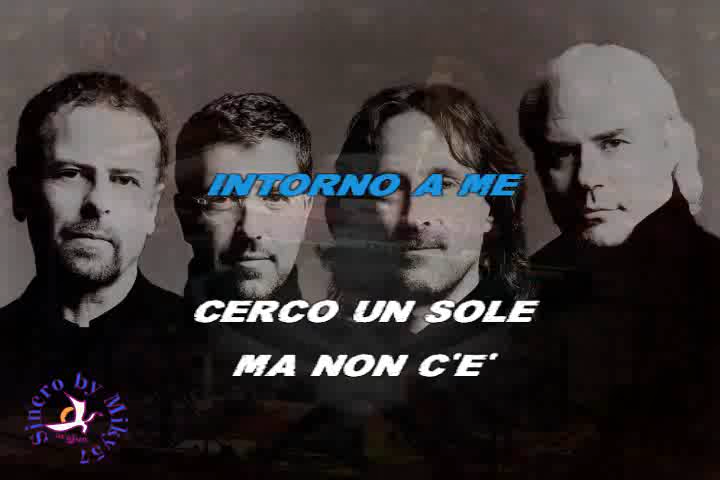 INTORNO A ME
CERCO UN SOLE
MA NON C'E'
Sincro by Miky57